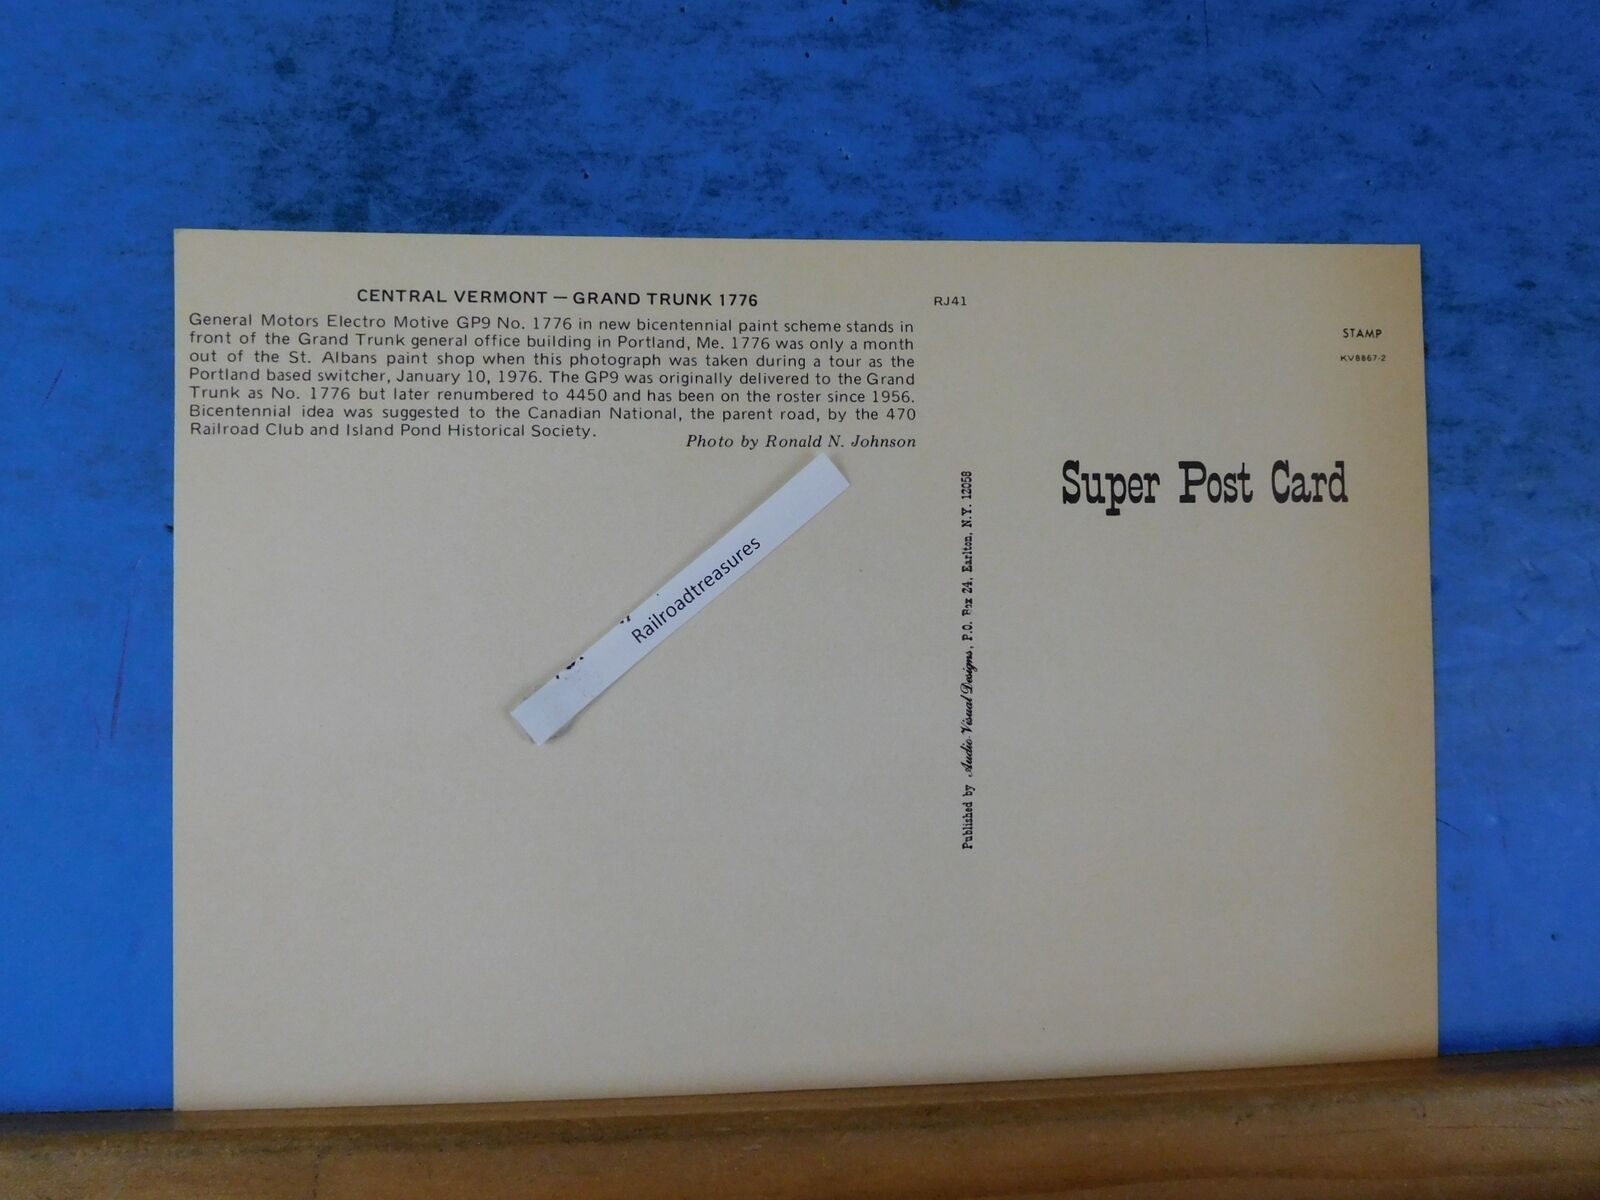 CENTRAL VERMONT — GRAND TRUNK 1776
General Motors Electro Motive GP9 No. 1776 in new bicentennial paint scheme stands in
front of the Grand Trunk general office building in Portland, Me. 1776 was only a month
out of the St. Albans paint shop when this photograph was taken during a tour as the
Portland based switcher, January 10, 1976. The GP9 was originally delivered to the Grand
Trunk as No. 1776 but later renumbered to 4450 and has been on the roster since 1956.
Bicentennial idea was suggested to the Canadian National, the parent road, by the 470
Railroad Club and Island Pond Historical Society.
Photo by Ronald N. Johnson
RJ41
STAMP
KV8867-2
Super Post Card
Published by Audio-Visual Designs, P.O. Box 24, Earlton, N.Y. 12058
Railroadtreasures